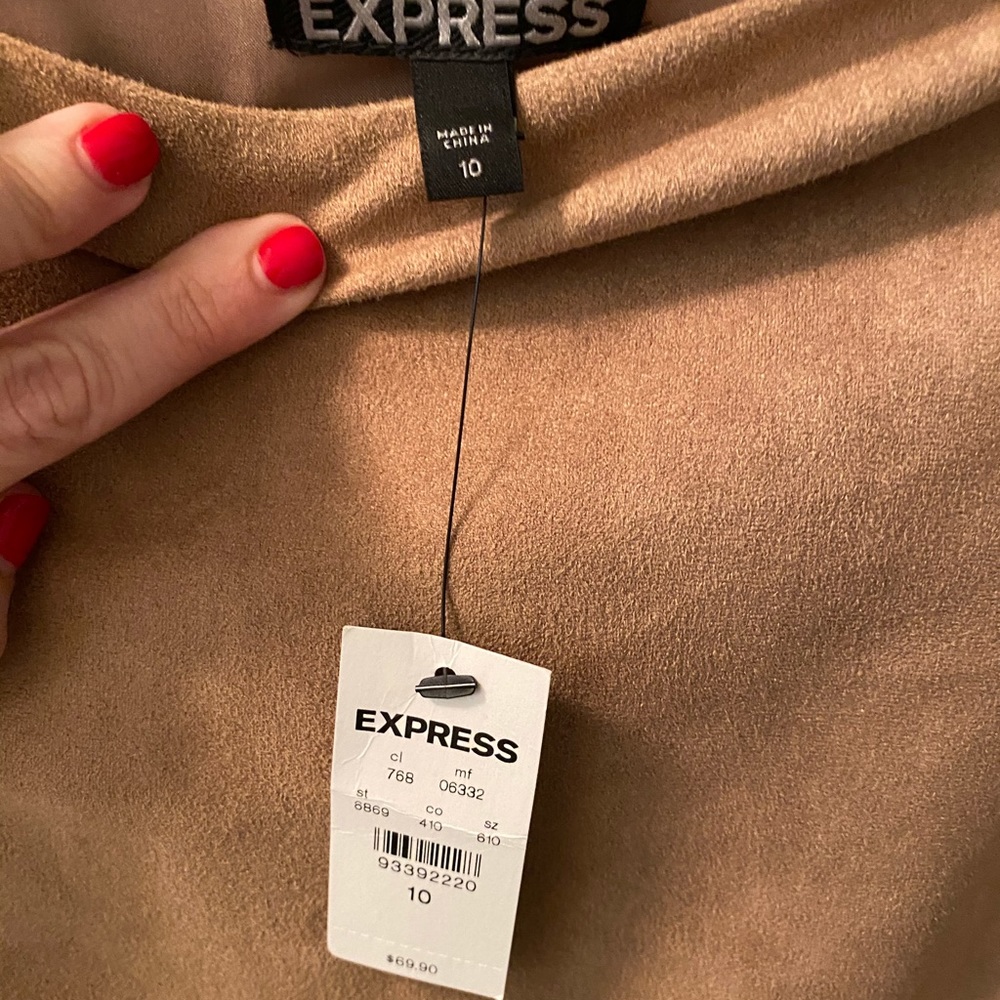 EXPRESS
MADE IN
CHINA
10
EXPRESS
cl mf
768 06332
st co sz
8869 410 610
93392220
10
$69.90